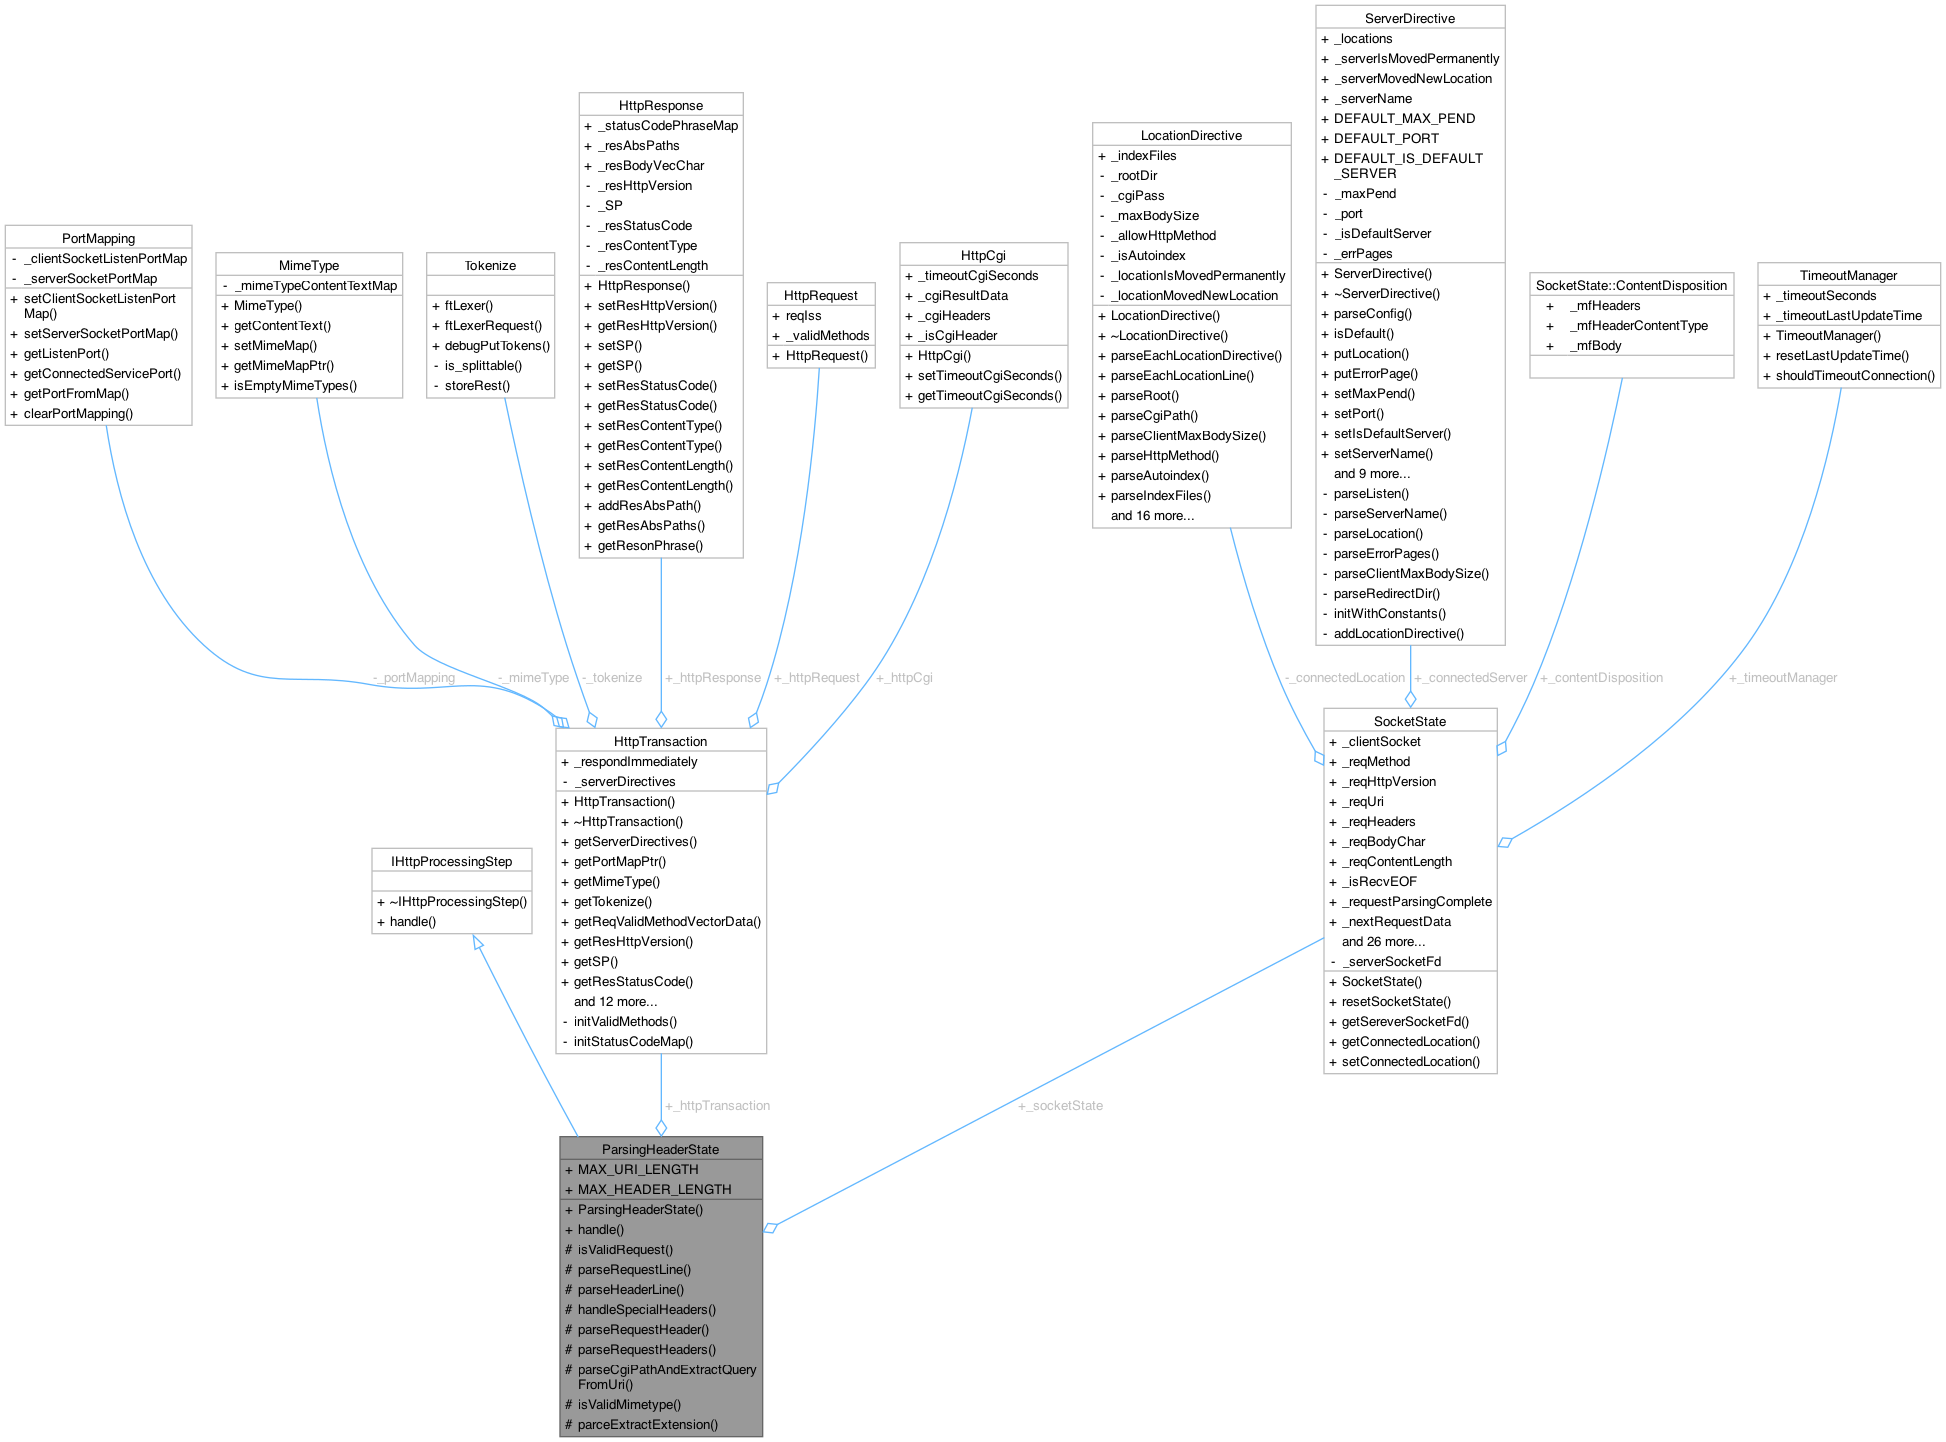 ServerDirective
+ _locations
+ _serverIsMovedPermanently
+ _serverMovedNewLocation
+ _serverName
+ DEFAULT_MAX_PEND
+ DEFAULT_PORT
+ DEFAULT_IS_DEFAULT
_SERVER
- _maxPend
- _port
- _isDefaultServer
- _errPages
+ ServerDirective()
+ ~ServerDirective()
+ parseConfig()
+ isDefault()
+ putLocation()
+ putErrorPage()
+ setMaxPend()
+ setPort()
+ setIsDefaultServer()
+ setServerName()
and 9 more...
- parseListen()
- parseServerName()
- parseLocation()
- parseErrorPages()
- parseClientMaxBodySize()
- parseRedirectDir()
- initWithConstants()
- addLocationDirective()
HttpResponse
+ _statusCodePhraseMap
+ _resAbsPaths
+ _resBodyVecChar
- _resHttpVersion
- _SP
- _resStatusCode
- _resContentType
- _resContentLength
+ HttpResponse()
+ setResHttpVersion()
+ getResHttpVersion()
+ setSP()
+ getSP()
+ setResStatusCode()
+ getResStatusCode()
+ setResContentType()
+ getResContentType()
+ setResContentLength()
+ getResContentLength()
+ addResAbsPath()
+ getResAbsPaths()
+ getResonPhrase()
LocationDirective
+ _indexFiles
- _rootDir
- _cgiPass
- _maxBodySize
- _allowHttpMethod
- _isAutoindex
- _locationIsMovedPermanently
- _locationMovedNewLocation
+ LocationDirective()
+ ~LocationDirective()
+ parseEachLocationDirective()
+ parseEachLocationLine()
+ parseRoot()
+ parseCgiPath()
+ parseClientMaxBodySize()
+ parseHttpMethod()
+ parseAutoindex()
+ parseIndexFiles()
and 16 more...
PortMapping
- _clientSocketListenPortMap
- _serverSocketPortMap
+ setClientSocketListenPort
Map()
+ setServerSocketPortMap()
+ getListenPort()
+ getConnectedServicePort()
+ getPortFromMap()
+ clearPortMapping()
MimeType
- _mimeTypeContentTextMap
+ MimeType()
+ getContentText()
+ setMimeMap()
+ getMimeMapPtr()
+ isEmptyMimeTypes()
Tokenize
+ ftLexer()
+ ftLexerRequest()
+ debugPutTokens()
- is_splittable()
- storeRest()
HttpRequest
+ reqIss
+ _validMethods
+ HttpRequest()
HttpCgi
+ _timeoutCgiSeconds
+ _cgiResultData
+ _cgiHeaders
+ _isCgiHeader
+ HttpCgi()
+ setTimeoutCgiSeconds()
+ getTimeoutCgiSeconds()
SocketState::ContentDisposition
+ _mfHeaders
+ _mfHeaderContentType
+ _mfBody
TimeoutManager
+ _timeoutSeconds
+ _timeoutLastUpdateTime
+ TimeoutManager()
+ resetLastUpdateTime()
+ shouldTimeoutConnection()
-_portMapping
-_mimeType
-_tokenize
+_httpResponse
+_httpRequest
+_httpCgi
-_connectedLocation
+_connectedServer
+_contentDisposition
+_timeoutManager
HttpTransaction
+ _respondImmediately
- _serverDirectives
+ HttpTransaction()
+ ~HttpTransaction()
+ getServerDirectives()
+ getPortMapPtr()
+ getMimeType()
+ getTokenize()
+ getReqValidMethodVectorData()
+ getResHttpVersion()
+ getSP()
+ getResStatusCode()
and 12 more...
- initValidMethods()
- initStatusCodeMap()
SocketState
+ _clientSocket
+ _reqMethod
+ _reqHttpVersion
+ _reqUri
+ _reqHeaders
+ _reqBodyChar
+ _reqContentLength
+ _isRecvEOF
+ _requestParsingComplete
+ _nextRequestData
and 26 more...
- _serverSocketFd
+ SocketState()
+ resetSocketState()
+ getSereverSocketFd()
+ getConnectedLocation()
+ setConnectedLocation()
IHttpProcessingStep
+ ~IHttpProcessingStep()
+ handle()
+_httpTransaction
+_socketState
ParsingHeaderState
+ MAX_URI_LENGTH
+ MAX_HEADER_LENGTH
+ ParsingHeaderState()
+ handle()
# isValidRequest()
# parseRequestLine()
# parseHeaderLine()
# handleSpecialHeaders()
# parseRequestHeader()
# parseRequestHeaders()
# parseCgiPathAndExtractQuery
FromUri()
# isValidMimetype()
# parceExtractExtension()